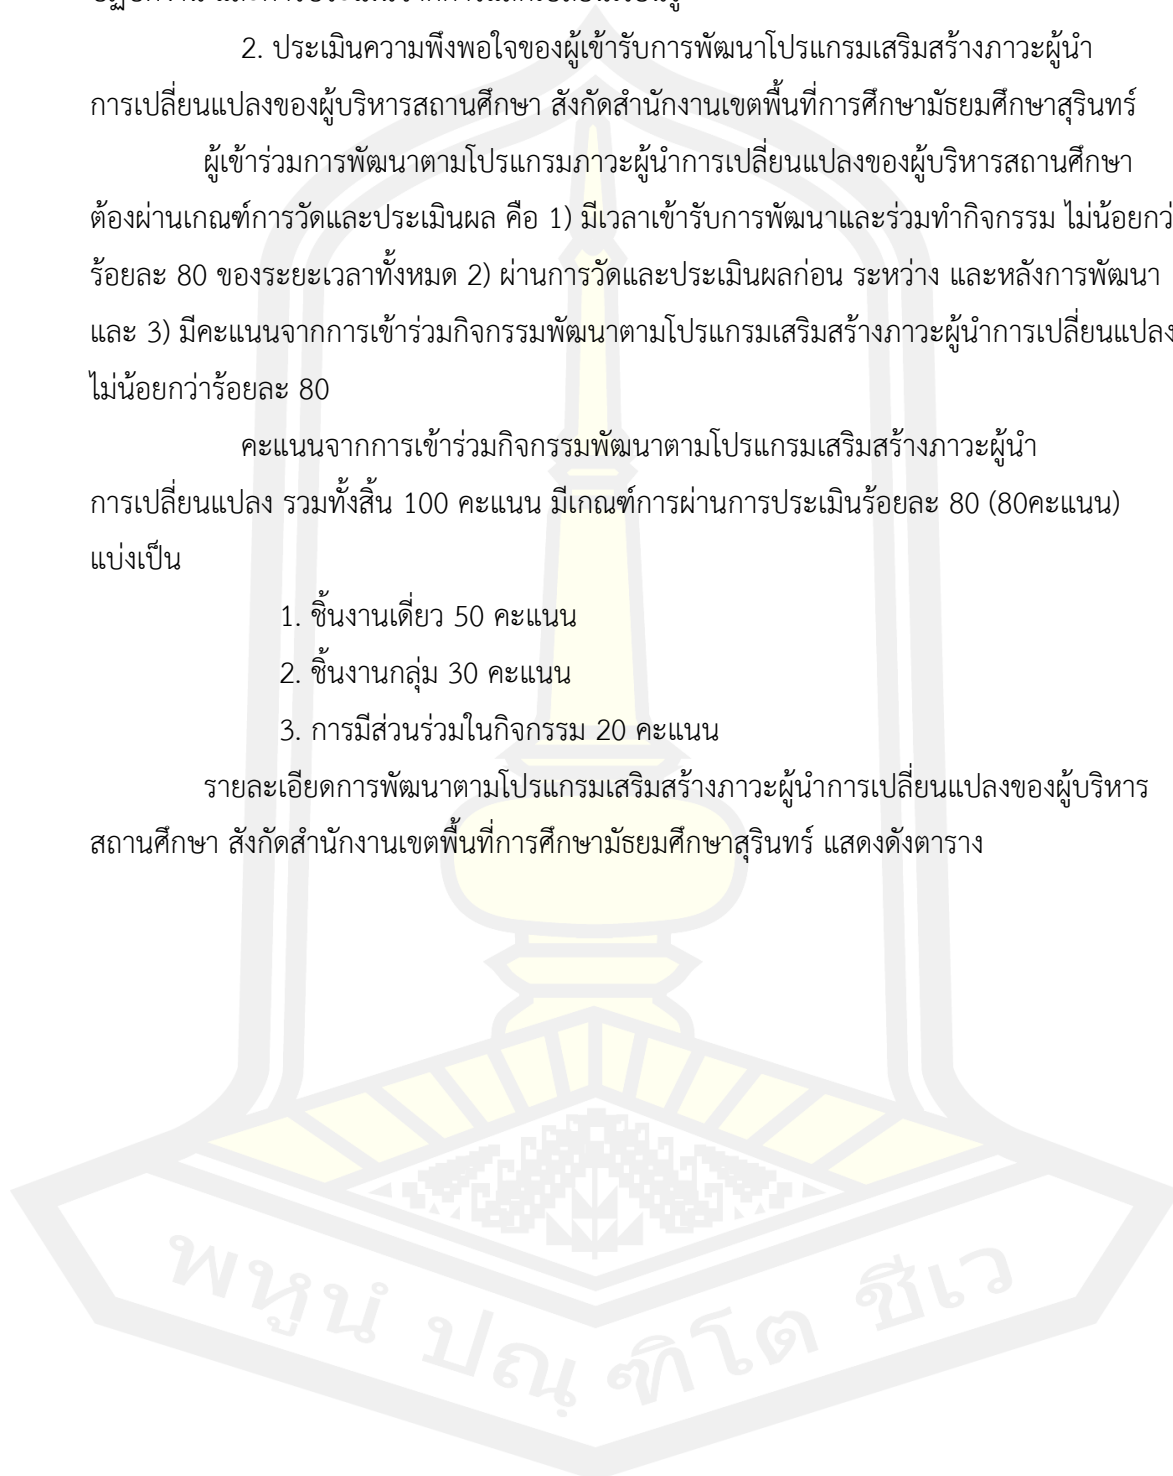 2. ประเมินความพึงพอใจของผู้เข้ารับการพัฒนาโปรแกรมเสริมสร้างภาวะผู้นำ
การเปลี่ยนแปลงของผู้บริหารสถานศึกษา สังกัดสำนักงานเขตพื้นที่การศึกษามัธยมศึกษาสุรินทร์
ผู้เข้าร่วมการพัฒนาตามโปรแกรมภาวะผู้นำการเปลี่ยนแปลงของผู้บริหารสถานศึกษา
ต้องผ่านเกณฑ์การวัดและประเมินผล คือ 1) มีเวลาเข้ารับการพัฒนาและร่วมทำกิจกรรม ไม่น้อยกว่
ร้อยละ 80 ของระยะเวลาทั้งหมด 2) ผ่านการวัดและประเมินผลก่อน ระหว่าง และหลังการพัฒนา
และ 3) มีคะแนนจากการเข้าร่วมกิจกรรมพัฒนาตามโปรแกรมเสริมสร้างภาวะผู้นำการเปลี่ยนแปลง
ไม่น้อยกว่าร้อยละ 80
คะแนนจากการเข้าร่วมกิจกรรมพัฒนาตามโปรแกรมเสริมสร้างภาวะผู้นำ
การเปลี่ยนแปลง รวมทั้งสิ้น 100 คะแนน มีเกณฑ์การผ่านการประเมินร้อยละ 80 (80คะแนน)
แบ่งเป็น
1. ชิ้นงานเดี่ยว 50 คะแนน
2. ชิ้นงานกลุ่ม 30 คะแนน
3. การมีส่วนร่วมในกิจกรรม 20 คะแนน
รายละเอียดการพัฒนาตามโปรแกรมเสริมสร้างภาวะผู้นำการเปลี่ยนแปลงของผู้บริหาร
สถานศึกษา สังกัดสำนักงานเขตพื้นที่การศึกษามัธยมศึกษาสุรินทร์ แสดงดังตาราง
พหูนํ ปณฺฑิโต ชีเว